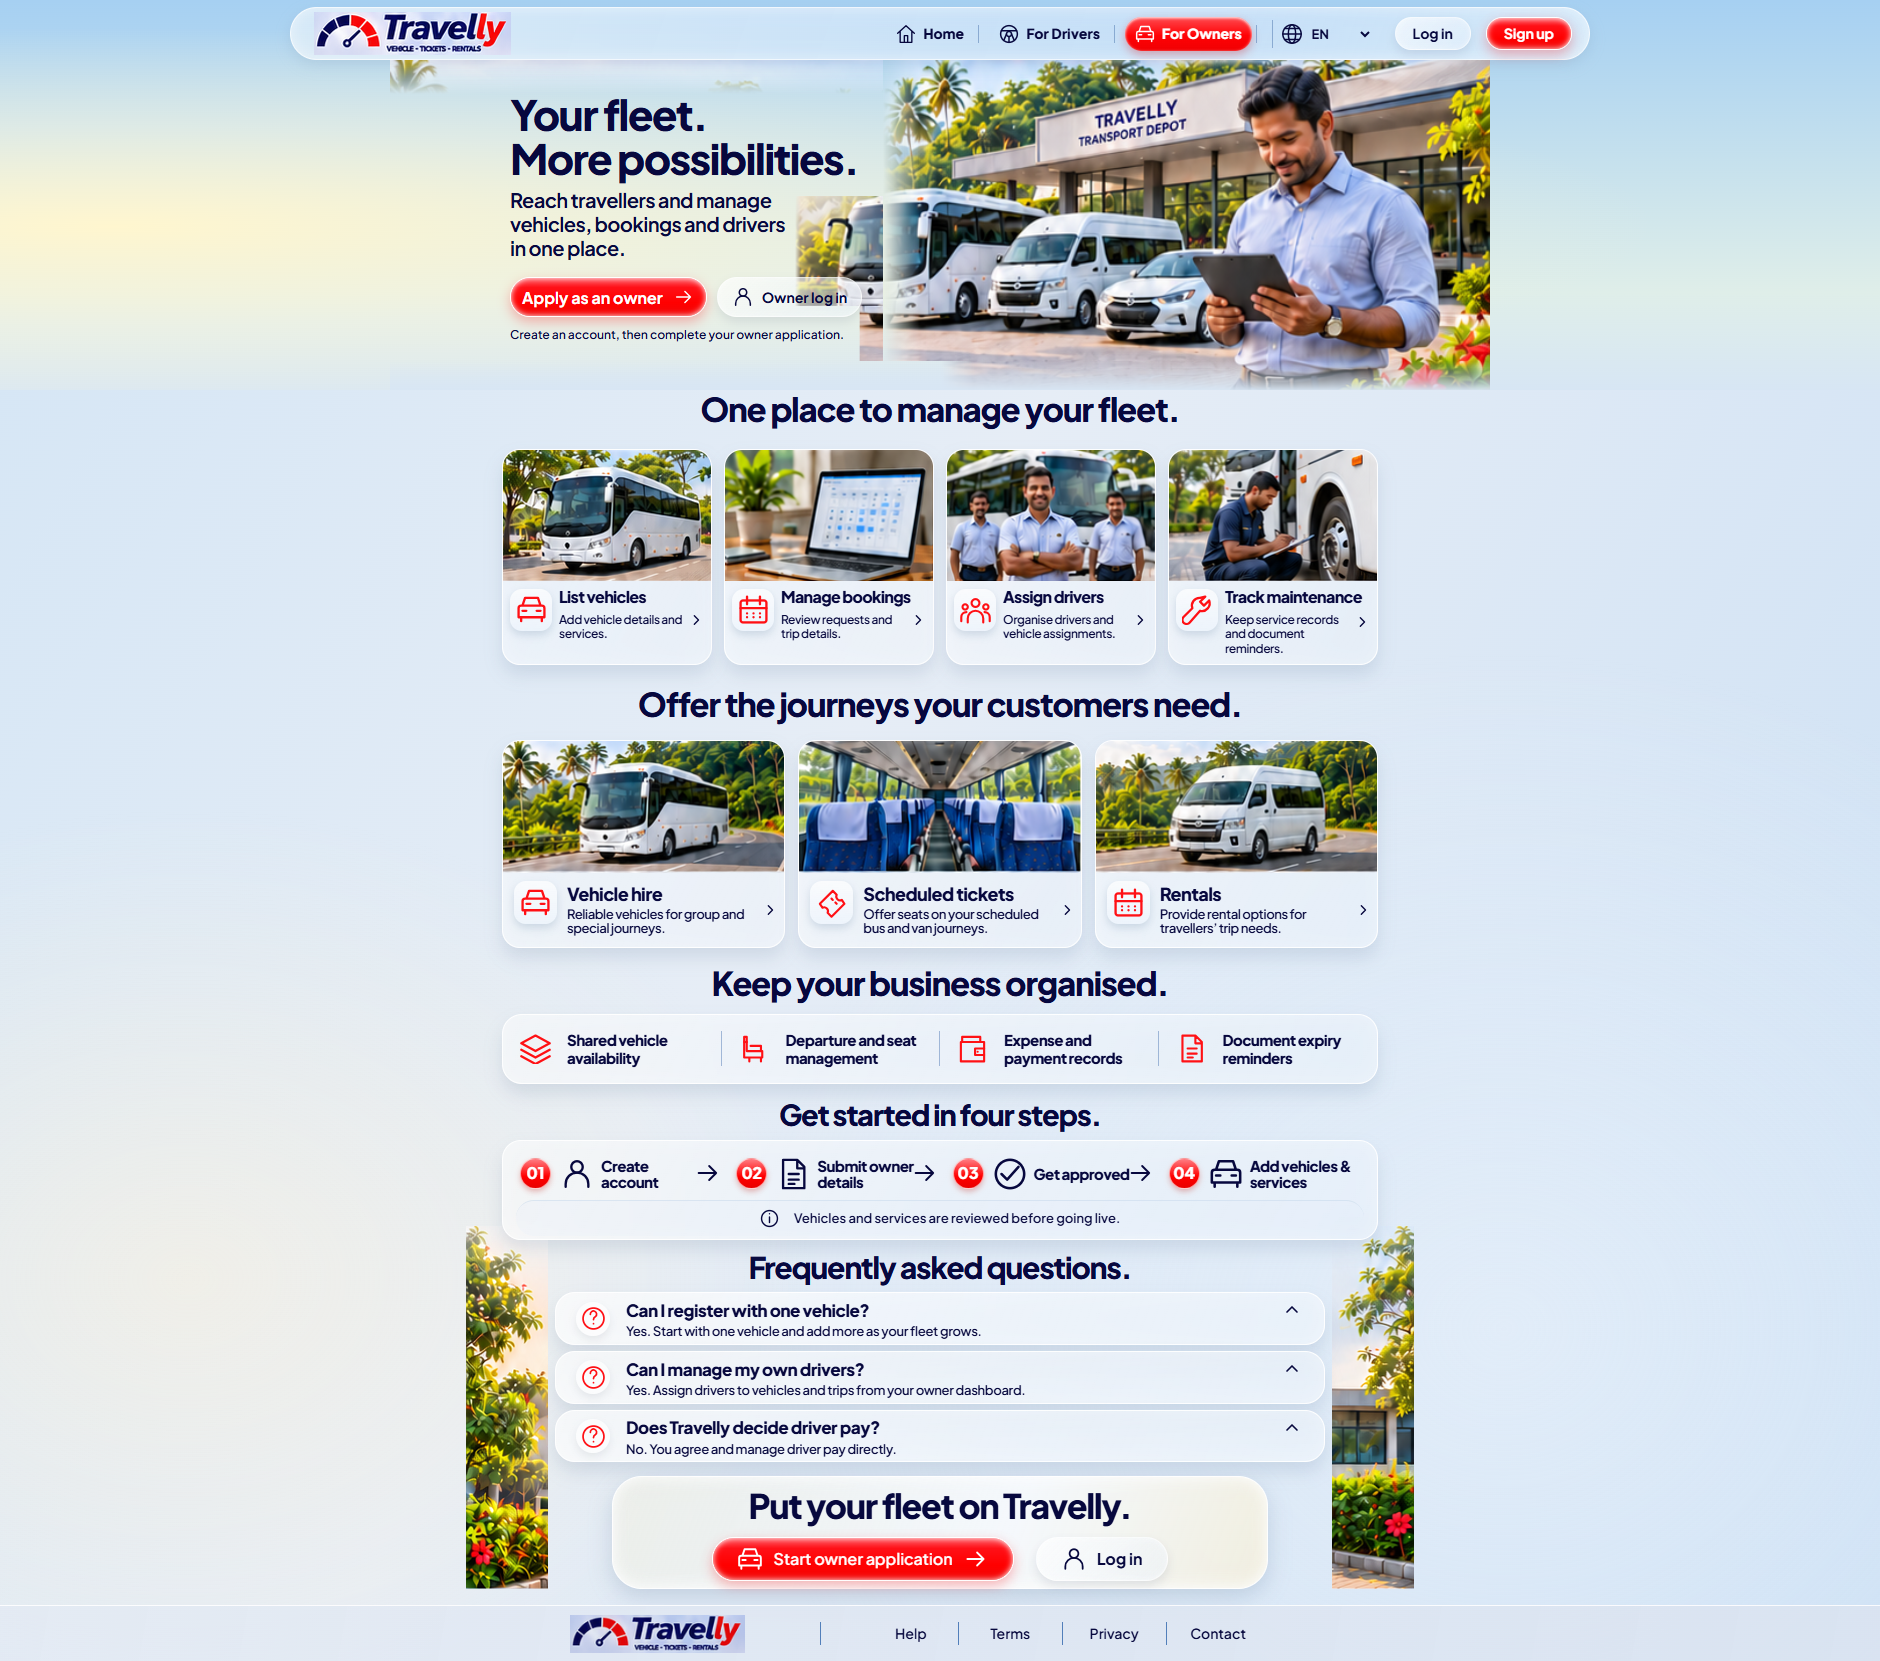 Travelly
VEHICLE - TICKETS - RENTALS
Home
For Drivers
For Owners
EN
Log in
Sign up
Your fleet.
More possibilities.
Reach travellers and manage
vehicles, bookings and drivers
in one place.
Apply as an owner
Owner log in
Create an account, then complete your owner application.
TRAVELLY
TRANSPORT DEPOT
One place to manage your fleet.
List vehicles
Add vehicle details and
services.
Manage bookings
Review requests and
trip details.
Assign drivers
Organise drivers and
vehicle assignments.
Track maintenance
Keep service records
and document
reminders.
Offer the journeys your customers need.
Vehicle hire
Reliable vehicles for group and
special journeys.
Scheduled tickets
Offer seats on your scheduled
bus and van journeys.
Rentals
Provide rental options for
travellers' trip needs.
Keep your business organised.
Shared vehicle
availability
Departure and seat
management
Expense and
payment records
Document expiry
reminders
Get started in four steps.
01
Create
account
02
Submit owner
details
03
Get approved
04
Add vehicles &
services
Vehicles and services are reviewed before going live.
Frequently asked questions.
Can I register with one vehicle?
Yes. Start with one vehicle and add more as your fleet grows.
Can I manage my own drivers?
Yes. Assign drivers to vehicles and trips from your owner dashboard.
Does Travelly decide driver pay?
No. You agree and manage driver pay directly.
Put your fleet on Travelly.
Start owner application
Log in
Travelly
VEHICLE - TICKETS - RENTALS
Help
Terms
Privacy
Contact